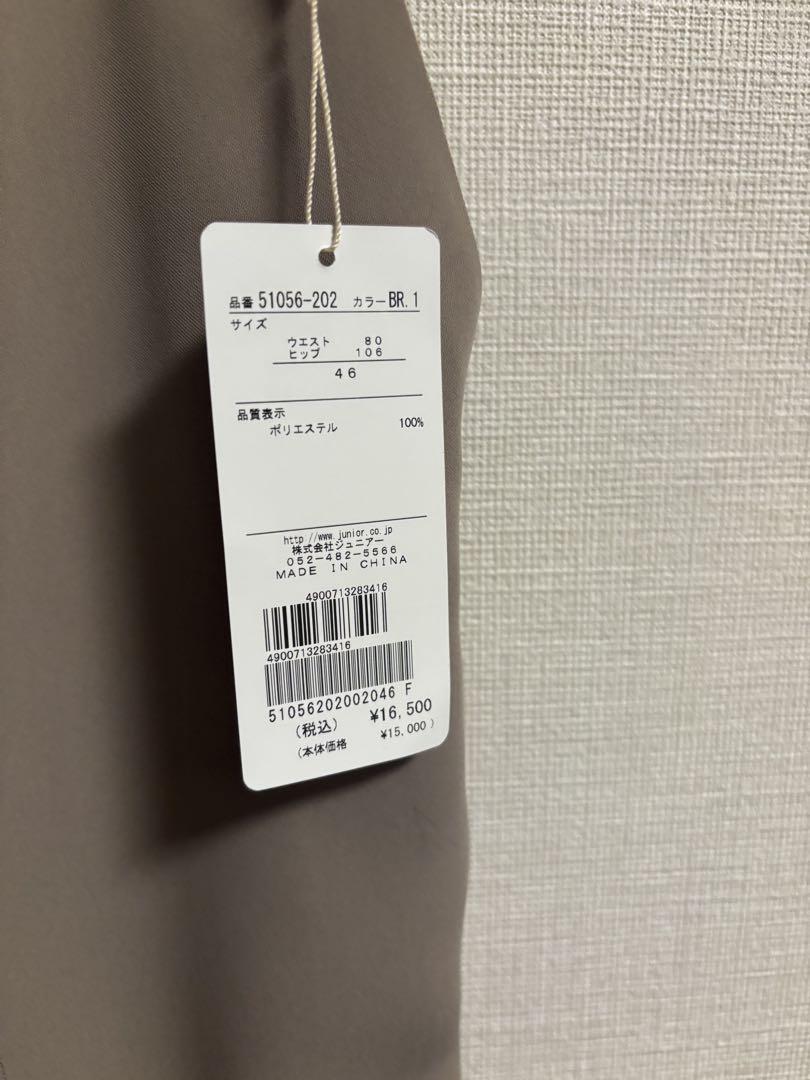 品番 51056-202 カラー BR.1
サイズ
ウエスト 80
ヒップ 106
46
品質表示
ポリエステル 100%
http://www.junior.co.jp
株式会社ジュニアー
052-482-5566
MADE IN CHINA
4900713283416
4900713283416
51056202002046 F
(税込) ¥16,500
(本体価格 ¥15,000)